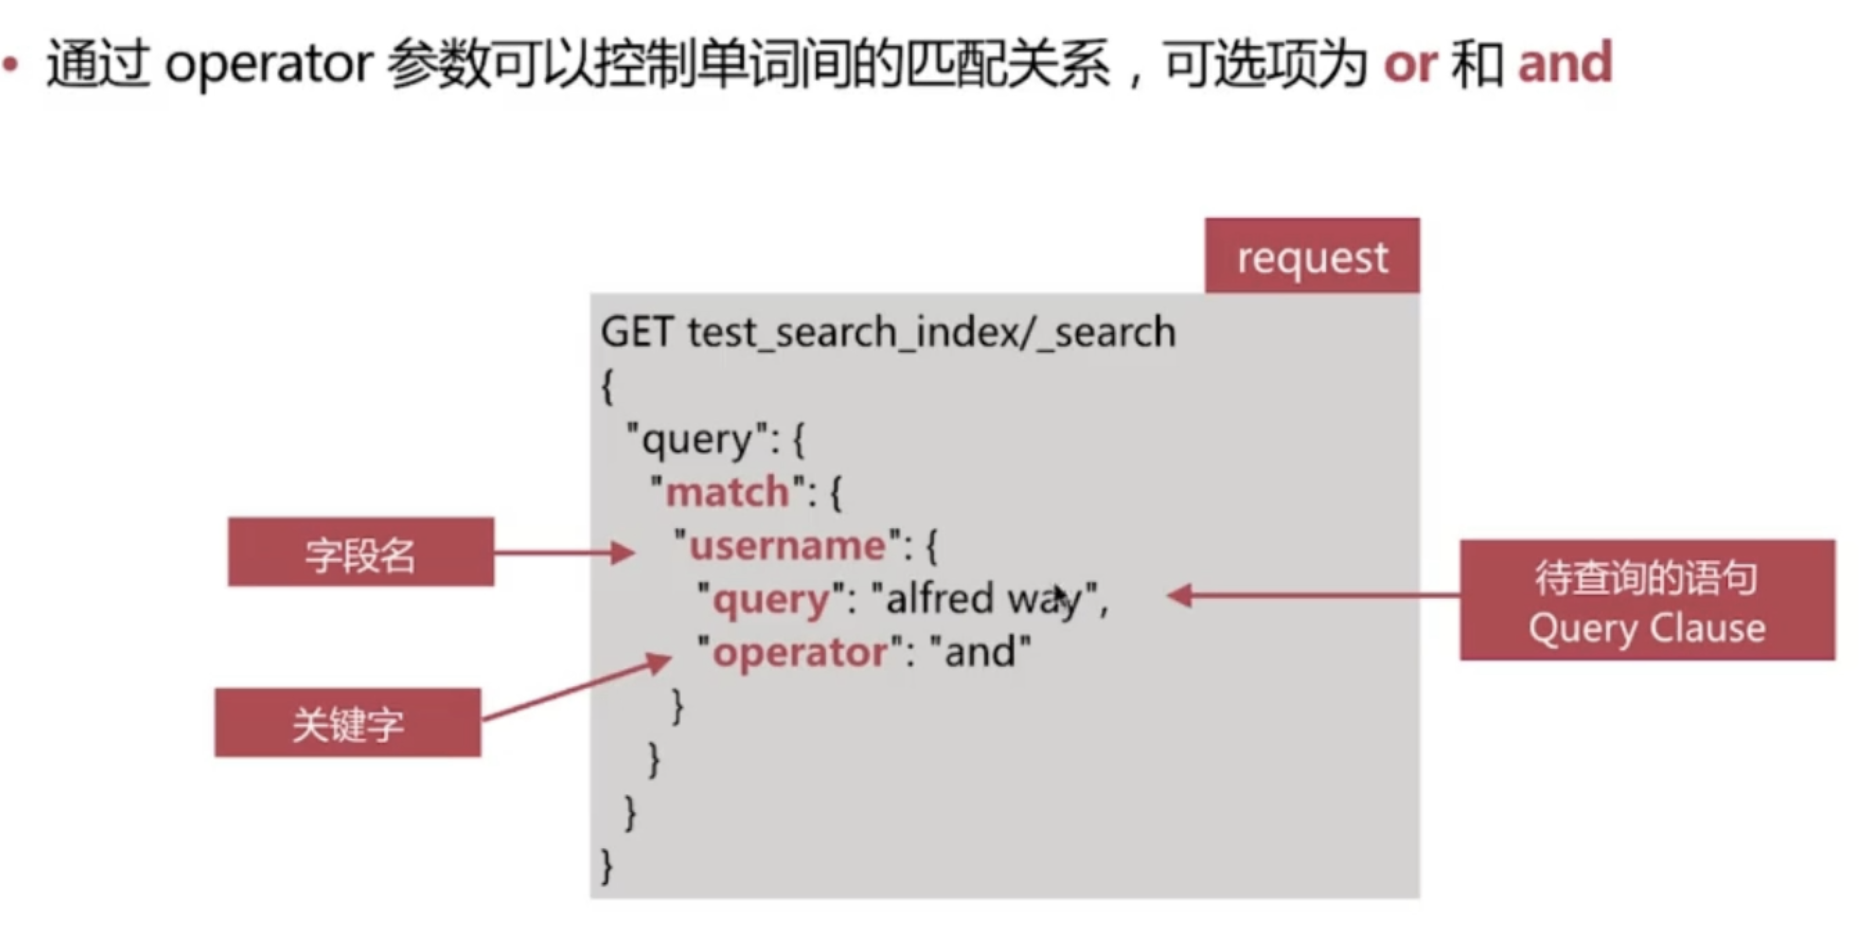 • 通过 operator 参数可以控制单词间的匹配关系，可选项为 or 和 and
request
GET test_search_index/_search
{
"query": {
"match": {
字段名
"username": {
"query": "alfred way",
待查询的语句
Query Clause
"operator": "and"
关键字
}
}
}
}